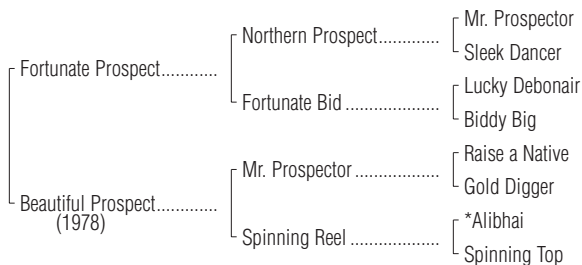 Mr. Prospector
Northern Prospect............
Sleek Dancer
Fortunate Prospect...........
Lucky Debonair
Fortunate Bid ...................
Biddy Big
Raise a Native
Mr. Prospector .................
Gold Digger
Beautiful Prospect............
(1978)
*Alibhai
Spinning Reel ..................
Spinning Top